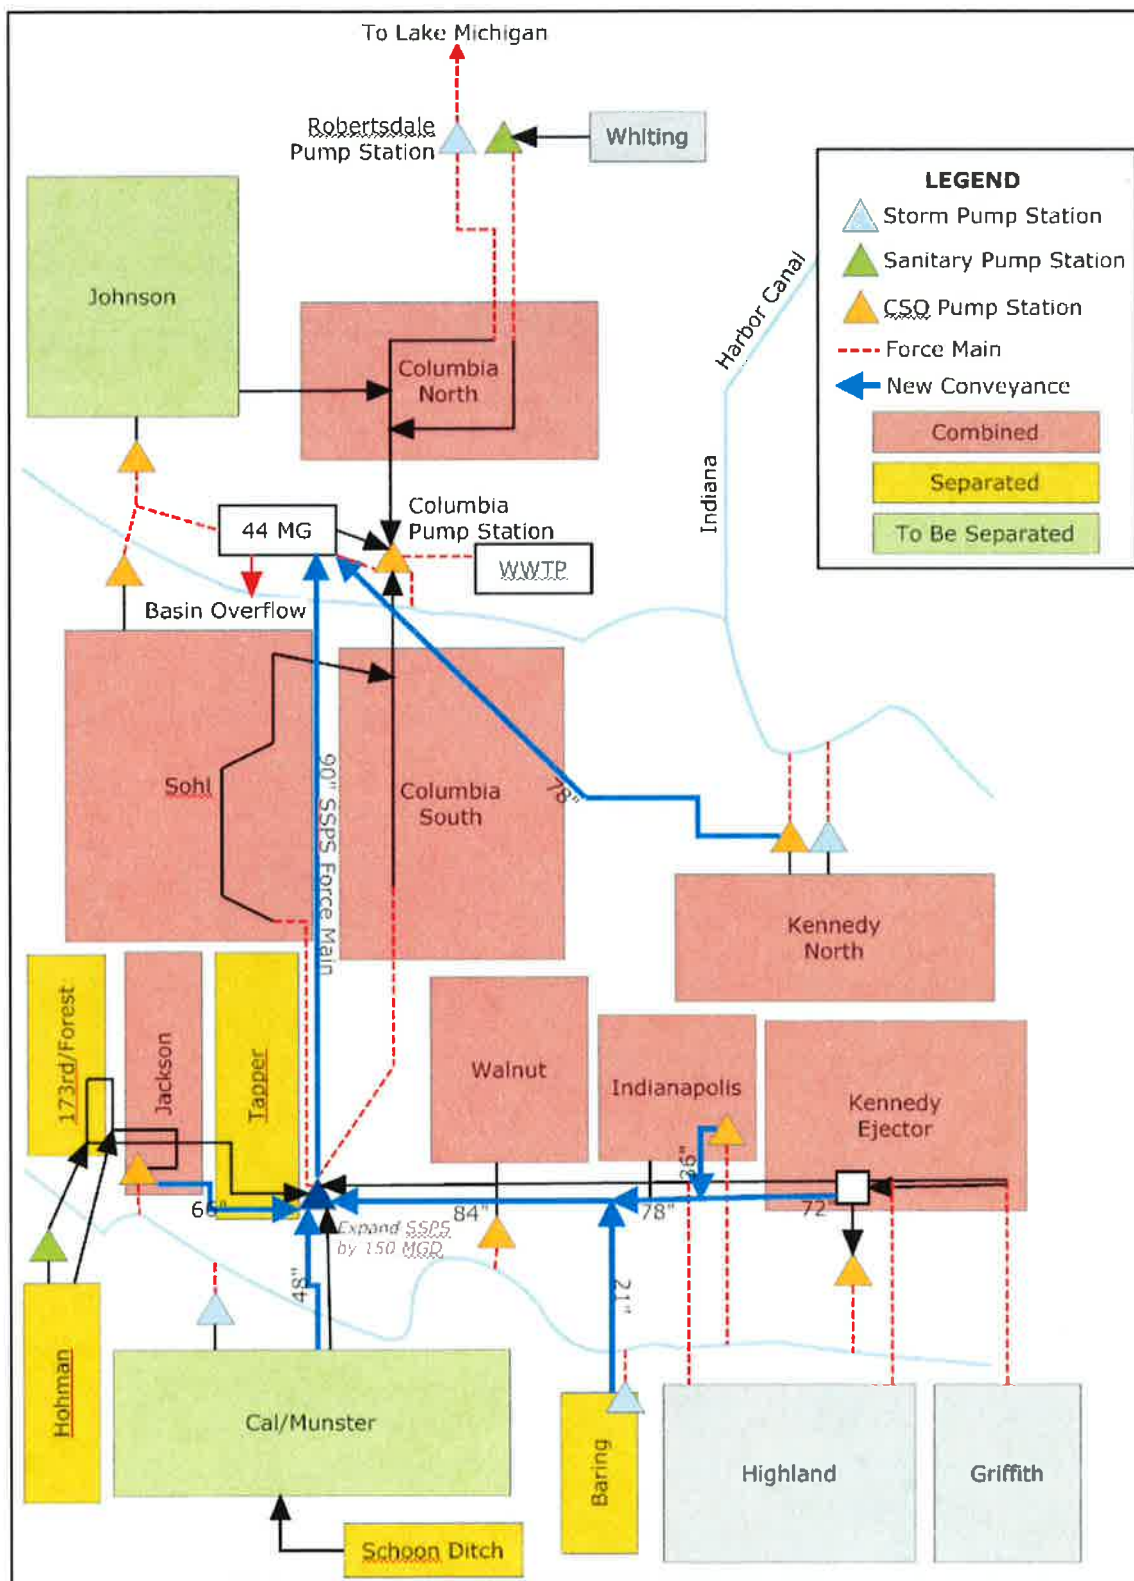 To Lake Michigan
Robertsdale
Pump Station
Whiting
LEGEND
Storm Pump Station
Sanitary Pump Station
CSO Pump Station
Force Main
New Conveyance
Combined
Separated
To Be Separated
Johnson
Columbia
North
Harbor Canal
Indiana
44 MG
Columbia
Pump Station
WWTP
Basin Overflow
Sohl
90" SSPS Force Main
Columbia
South
78"
Kennedy
North
173rd/Forest
Jackson
Tapper
Walnut
Indianapolis
Kennedy
Ejector
36"
66"
84"
78"
72"
Expand SSPS
by 150 MGD
48"
21"
Hohman
Cal/Munster
Baring
Highland
Griffith
Schoon Ditch